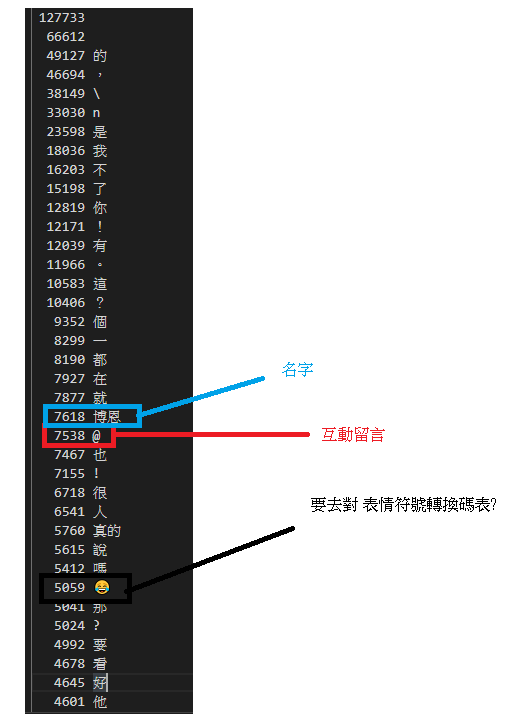 127733
66612
49127 的
46694 ，
38149 \
33030 n
23598 是
18036 我
16203 不
15198 了
12819 你
12171 ！
12039 有
11966 。
10583 這
10406 ？
9352 個
8299 一
8190 都
7927 在
7877 就
7618 博恩
名字
7538 @
互動留言
7467 也
7155 !
6718 很
6541 人
5760 真的
要去對 表情符號轉換碼表?
5615 說
5412 嗎
5059 😂
5041 那
5024 ?
4992 要
4678 看
4645 好
4601 他